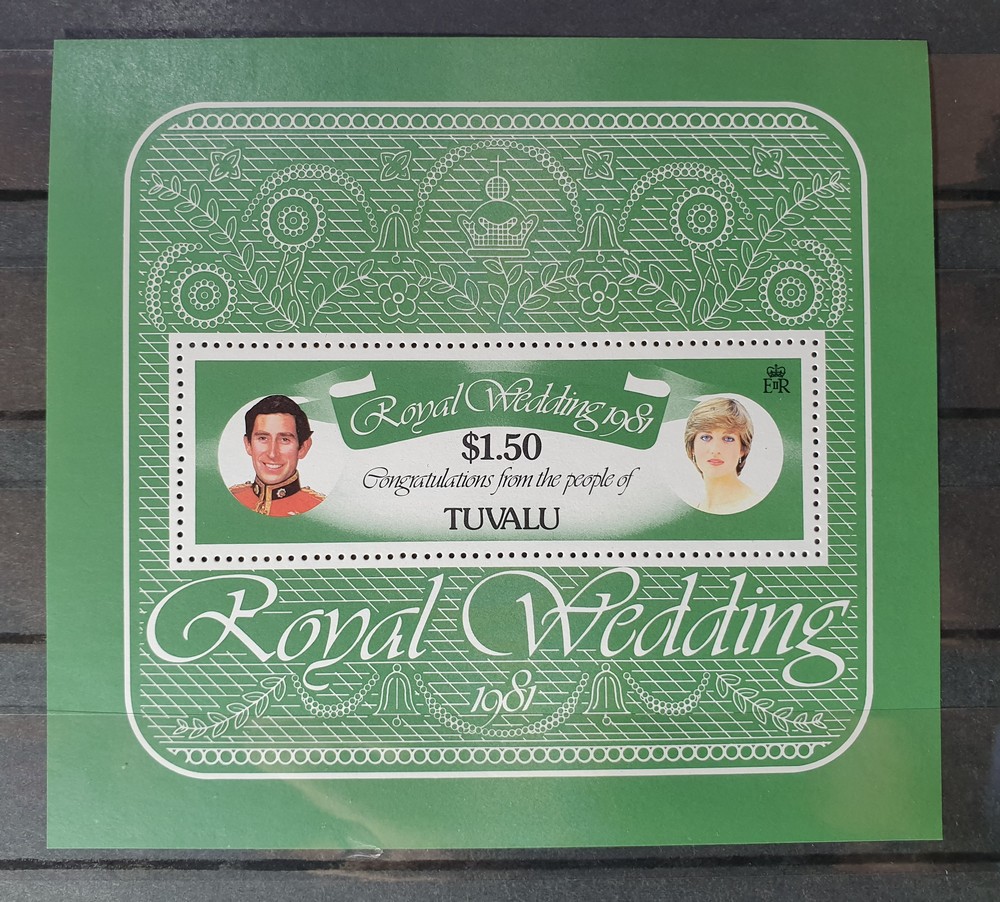 EIIR
Royal Wedding 1981
$1.50
Congratulations from the people of
TUVALU
Royal Wedding
1981